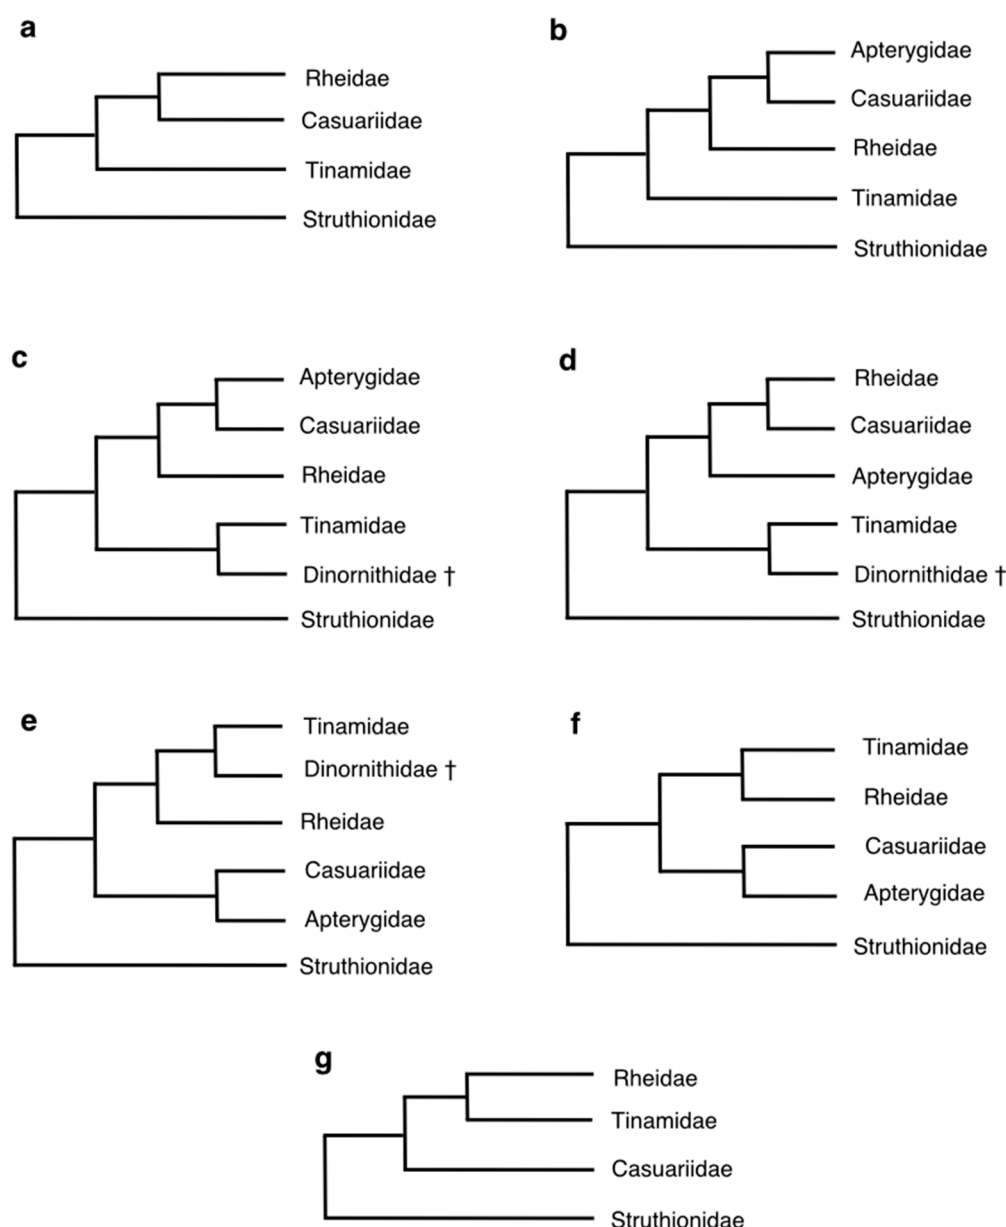 a
Rheidae
Casuariidae
Tinamidae
Struthionidae
b
Apterygidae
Casuariidae
Rheidae
Tinamidae
Struthionidae
c
Apterygidae
Casuariidae
Rheidae
Tinamidae
Dinornithidae †
Struthionidae
d
Rheidae
Casuariidae
Apterygidae
Tinamidae
Dinornithidae †
Struthionidae
e
Tinamidae
Dinornithidae †
Rheidae
Casuariidae
Apterygidae
Struthionidae
f
Tinamidae
Rheidae
Casuariidae
Apterygidae
Struthionidae
g
Rheidae
Tinamidae
Casuariidae
Struthionidae